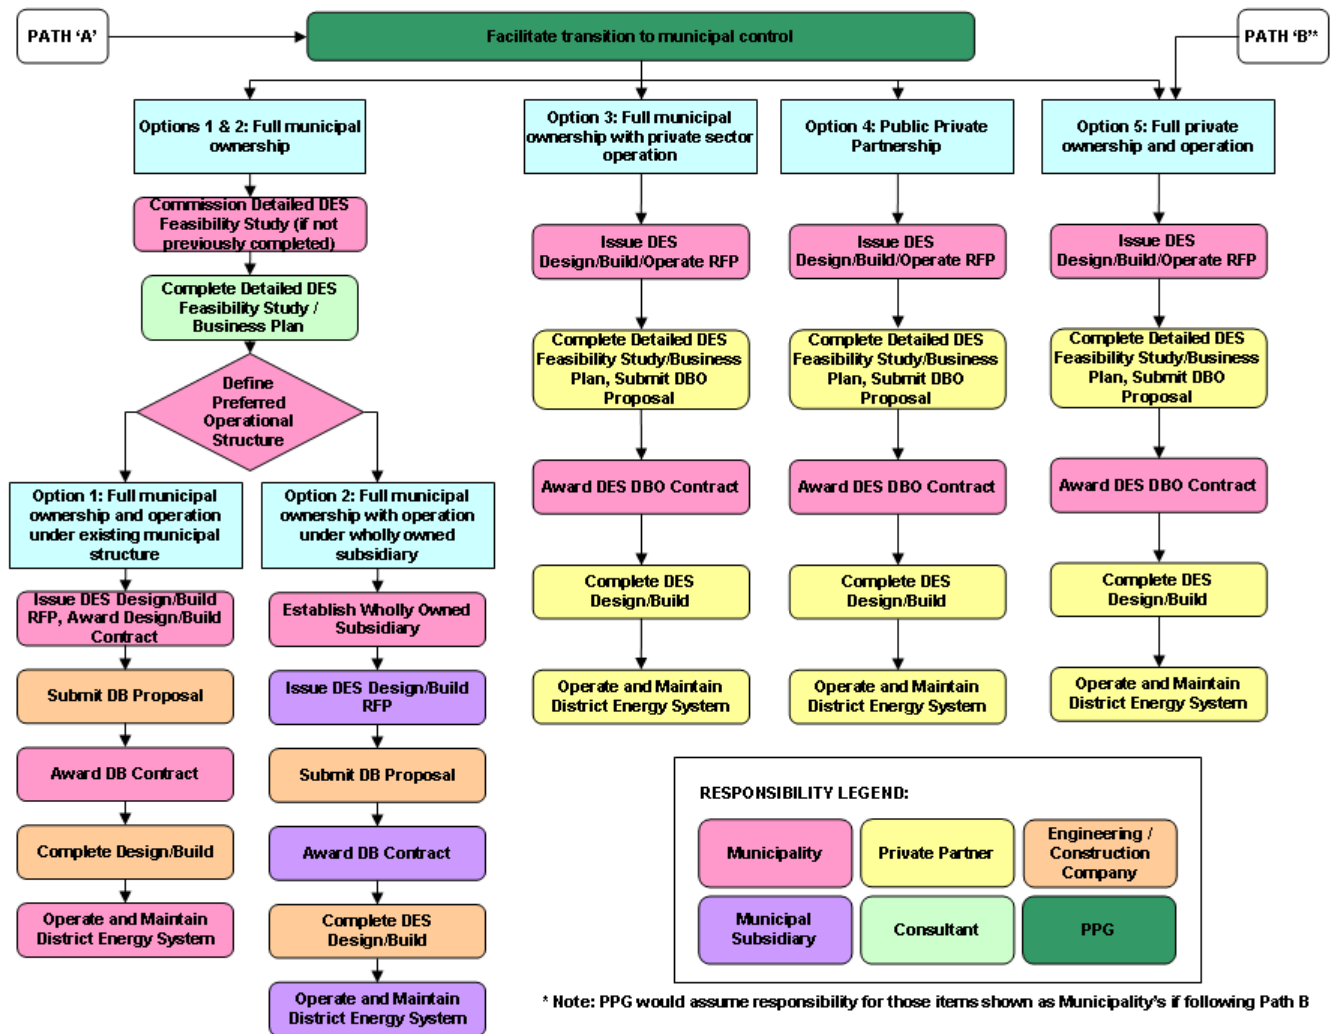 PATH ‘A’
Facilitate transition to municipal control
PATH ‘B’*
Options 1 & 2: Full municipal
ownership
Option 3: Full municipal
ownership with private sector
operation
Option 4: Public Private
Partnership
Option 5: Full private
ownership and operation
Commission Detailed DES
Feasibility Study (if not
previously completed)
Complete Detailed DES
Feasibility Study /
Business Plan
Define
Preferred
Operational
Structure
Option 1: Full municipal
ownership and operation
under existing municipal
structure
Issue DES Design/Build
RFP, Award Design/Build
Contract
Submit DB Proposal
Award DB Contract
Complete Design/Build
Operate and Maintain
District Energy System
Option 2: Full municipal
ownership with operation
under wholly owned
subsidiary
Establish Wholly Owned
Subsidiary
Issue DES Design/Build
RFP
Submit DB Proposal
Award DB Contract
Complete DES
Design/Build
Operate and Maintain
District Energy System
Issue DES
Design/Build/Operate RFP
Complete Detailed DES
Feasibility Study/Business
Plan, Submit DBO
Proposal
Award DES DBO Contract
Complete DES
Design/Build
Operate and Maintain
District Energy System
Issue DES
Design/Build/Operate RFP
Complete Detailed DES
Feasibility Study/Business
Plan, Submit DBO
Proposal
Award DES DBO Contract
Complete DES
Design/Build
Operate and Maintain
District Energy System
Issue DES
Design/Build/Operate RFP
Complete Detailed DES
Feasibility Study/Business
Plan, Submit DBO
Proposal
Award DES DBO Contract
Complete DES
Design/Build
Operate and Maintain
District Energy System
RESPONSIBILITY LEGEND:
Municipality
Private Partner
Engineering /
Construction
Company
Municipal
Subsidiary
Consultant
PPG
* Note: PPG would assume responsibility for those items shown as Municipality's if following Path B